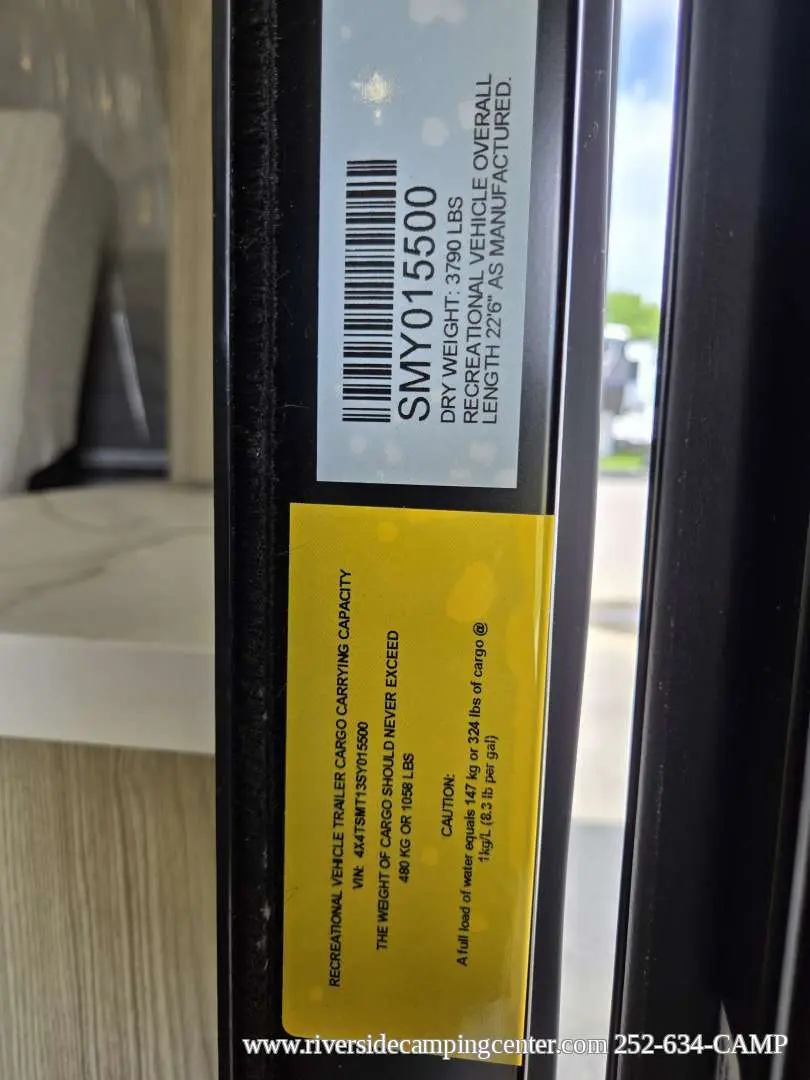 SMY015500
DRY WEIGHT: 3790 LBS
RECREATIONAL VEHICLE OVERALL
LENGTH 22'6" AS MANUFACTURED.
RECREATIONAL VEHICLE TRAILER CARGO CARRYING CAPACITY
VIN: 4X4TSMT13SY015500
THE WEIGHT OF CARGO SHOULD NEVER EXCEED
480 KG OR 1058 LBS
CAUTION:
A full load of water equals 147 kg or 324 lbs of cargo @
1kg/L (8.3 lb per gal)
www.riversidecampingcenter.com 252-634-CAMP